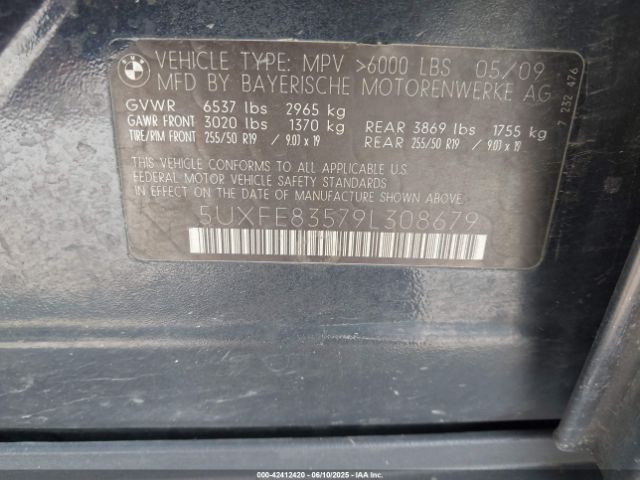 BMW
VEHICLE TYPE: MPV >6000 LBS 05/09
MFD BY BAYERISCHE MOTORENWERKE AG
GVWR 6537 lbs 2965 kg
GAWR FRONT 3020 lbs 1370 kg REAR 3869 lbs 1755 kg
TIRE/RIM FRONT 255/50 R19 / 9.0J x 19 REAR 255/50 R19 / 9.0J x 19
THIS VEHICLE CONFORMS TO ALL APPLICABLE U.S.
FEDERAL MOTOR VEHICLE SAFETY STANDARDS
IN EFFECT ON THE DATE OF MANUFACTURE SHOWN ABOVE.
5UXFE83579L308679
7 232 476
000-42412420 - 06/10/2025 - IAAI.COM